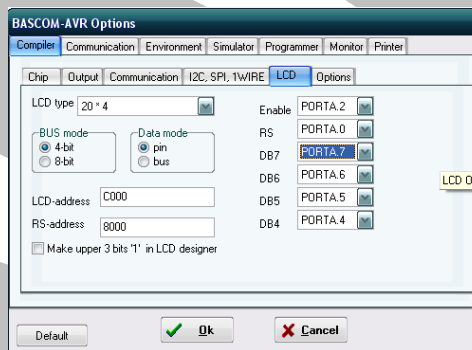 BASCOM-AVR Options
Compiler Communication Environment Simulator Programmer Monitor Printer
Chip Output Communication I2C, SPI, 1WIRE LCD Options
LCD type 20 * 4
Enable PORTA.2
RS PORTA.0
DB7 PORTA.7
DB6 PORTA.6
DB5 PORTA.5
DB4 PORTA.4
BUS mode
4-bit
8-bit
Data mode
pin
bus
LCD-address C000
RS-address 8000
Make upper 3 bits '1' in LCD designer
LCD O
Default Ok Cancel